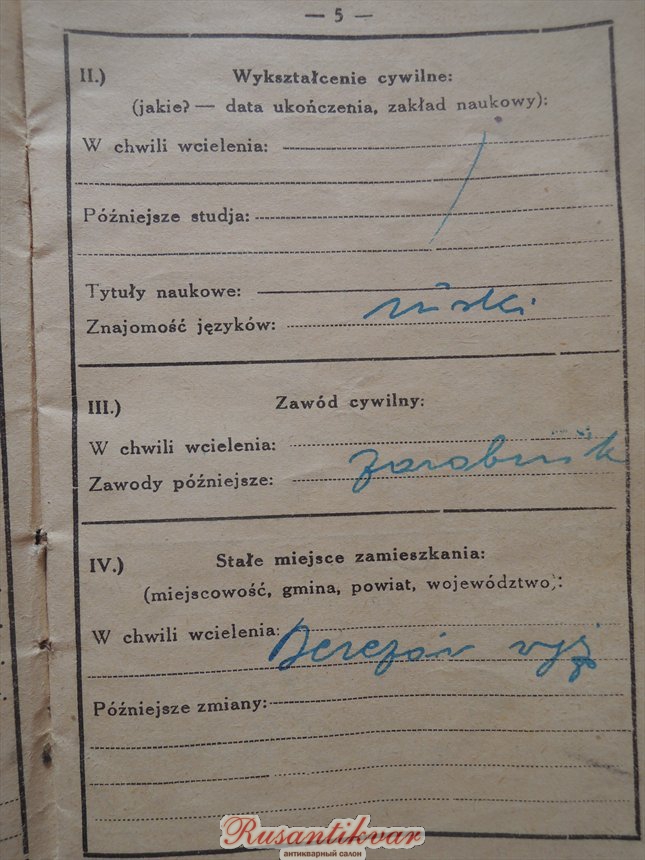 — 5 —
II.) Wykształcenie cywilne:
(jakie? — data ukończenia, zakład naukowy):
W chwili wcielenia:
Późniejsze studja:
Tytuły naukowe:
Znajomość języków: ruski
III.) Zawód cywilny:
W chwili wcielenia: zarobnik
Zawody późniejsze:
IV.) Stałe miejsce zamieszkania:
(miejscowość, gmina, powiat, województwo):
W chwili wcielenia: Berezów
Późniejsze zmiany:
Rusantikvar
антикварный салон